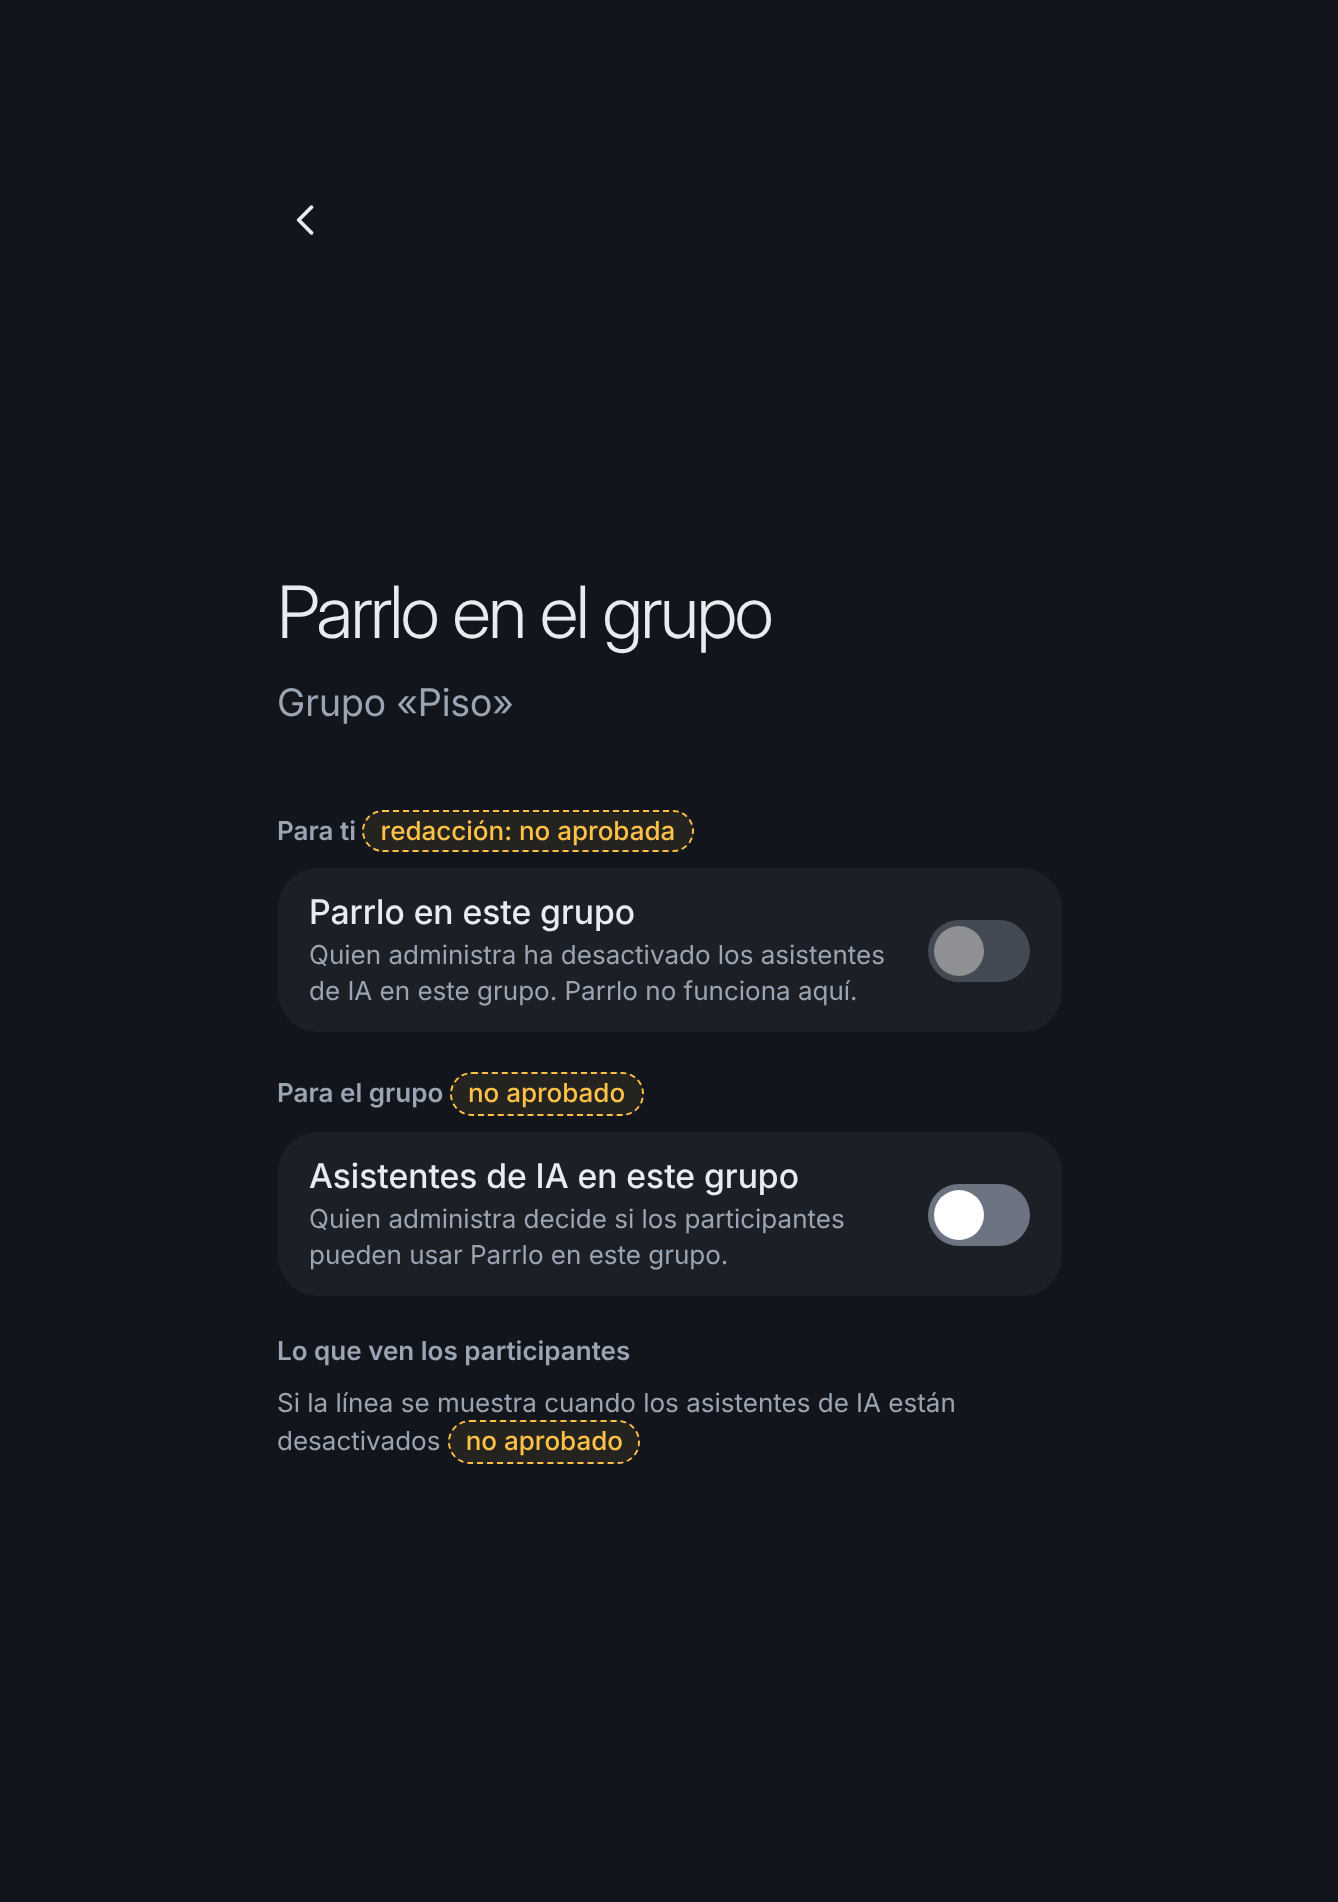 Parrlo en el grupo
Grupo «Piso»
Para ti redacción: no aprobada
Parrlo en este grupo
Quien administra ha desactivado los asistentes
de IA en este grupo. Parrlo no funciona aquí.
Para el grupo no aprobado
Asistentes de IA en este grupo
Quien administra decide si los participantes
pueden usar Parrlo en este grupo.
Lo que ven los participantes
Si la línea se muestra cuando los asistentes de IA están
desactivados no aprobado